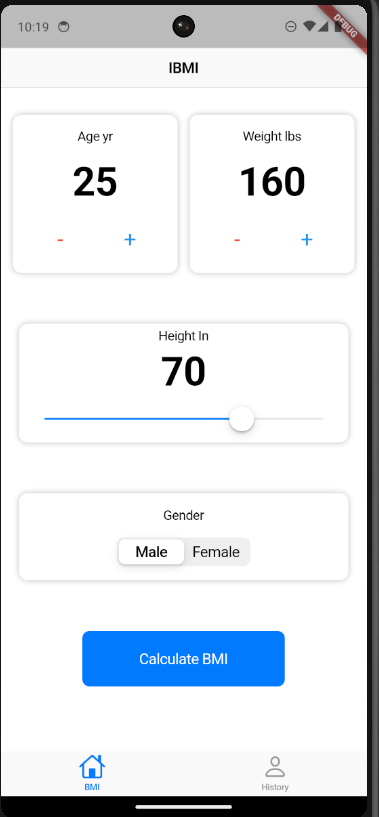 10:19
DEBUG
IBMI
Age yr
Weight lbs
25
160
- +
- +
Height In
70
Gender
Male Female
Calculate BMI
BMI
History